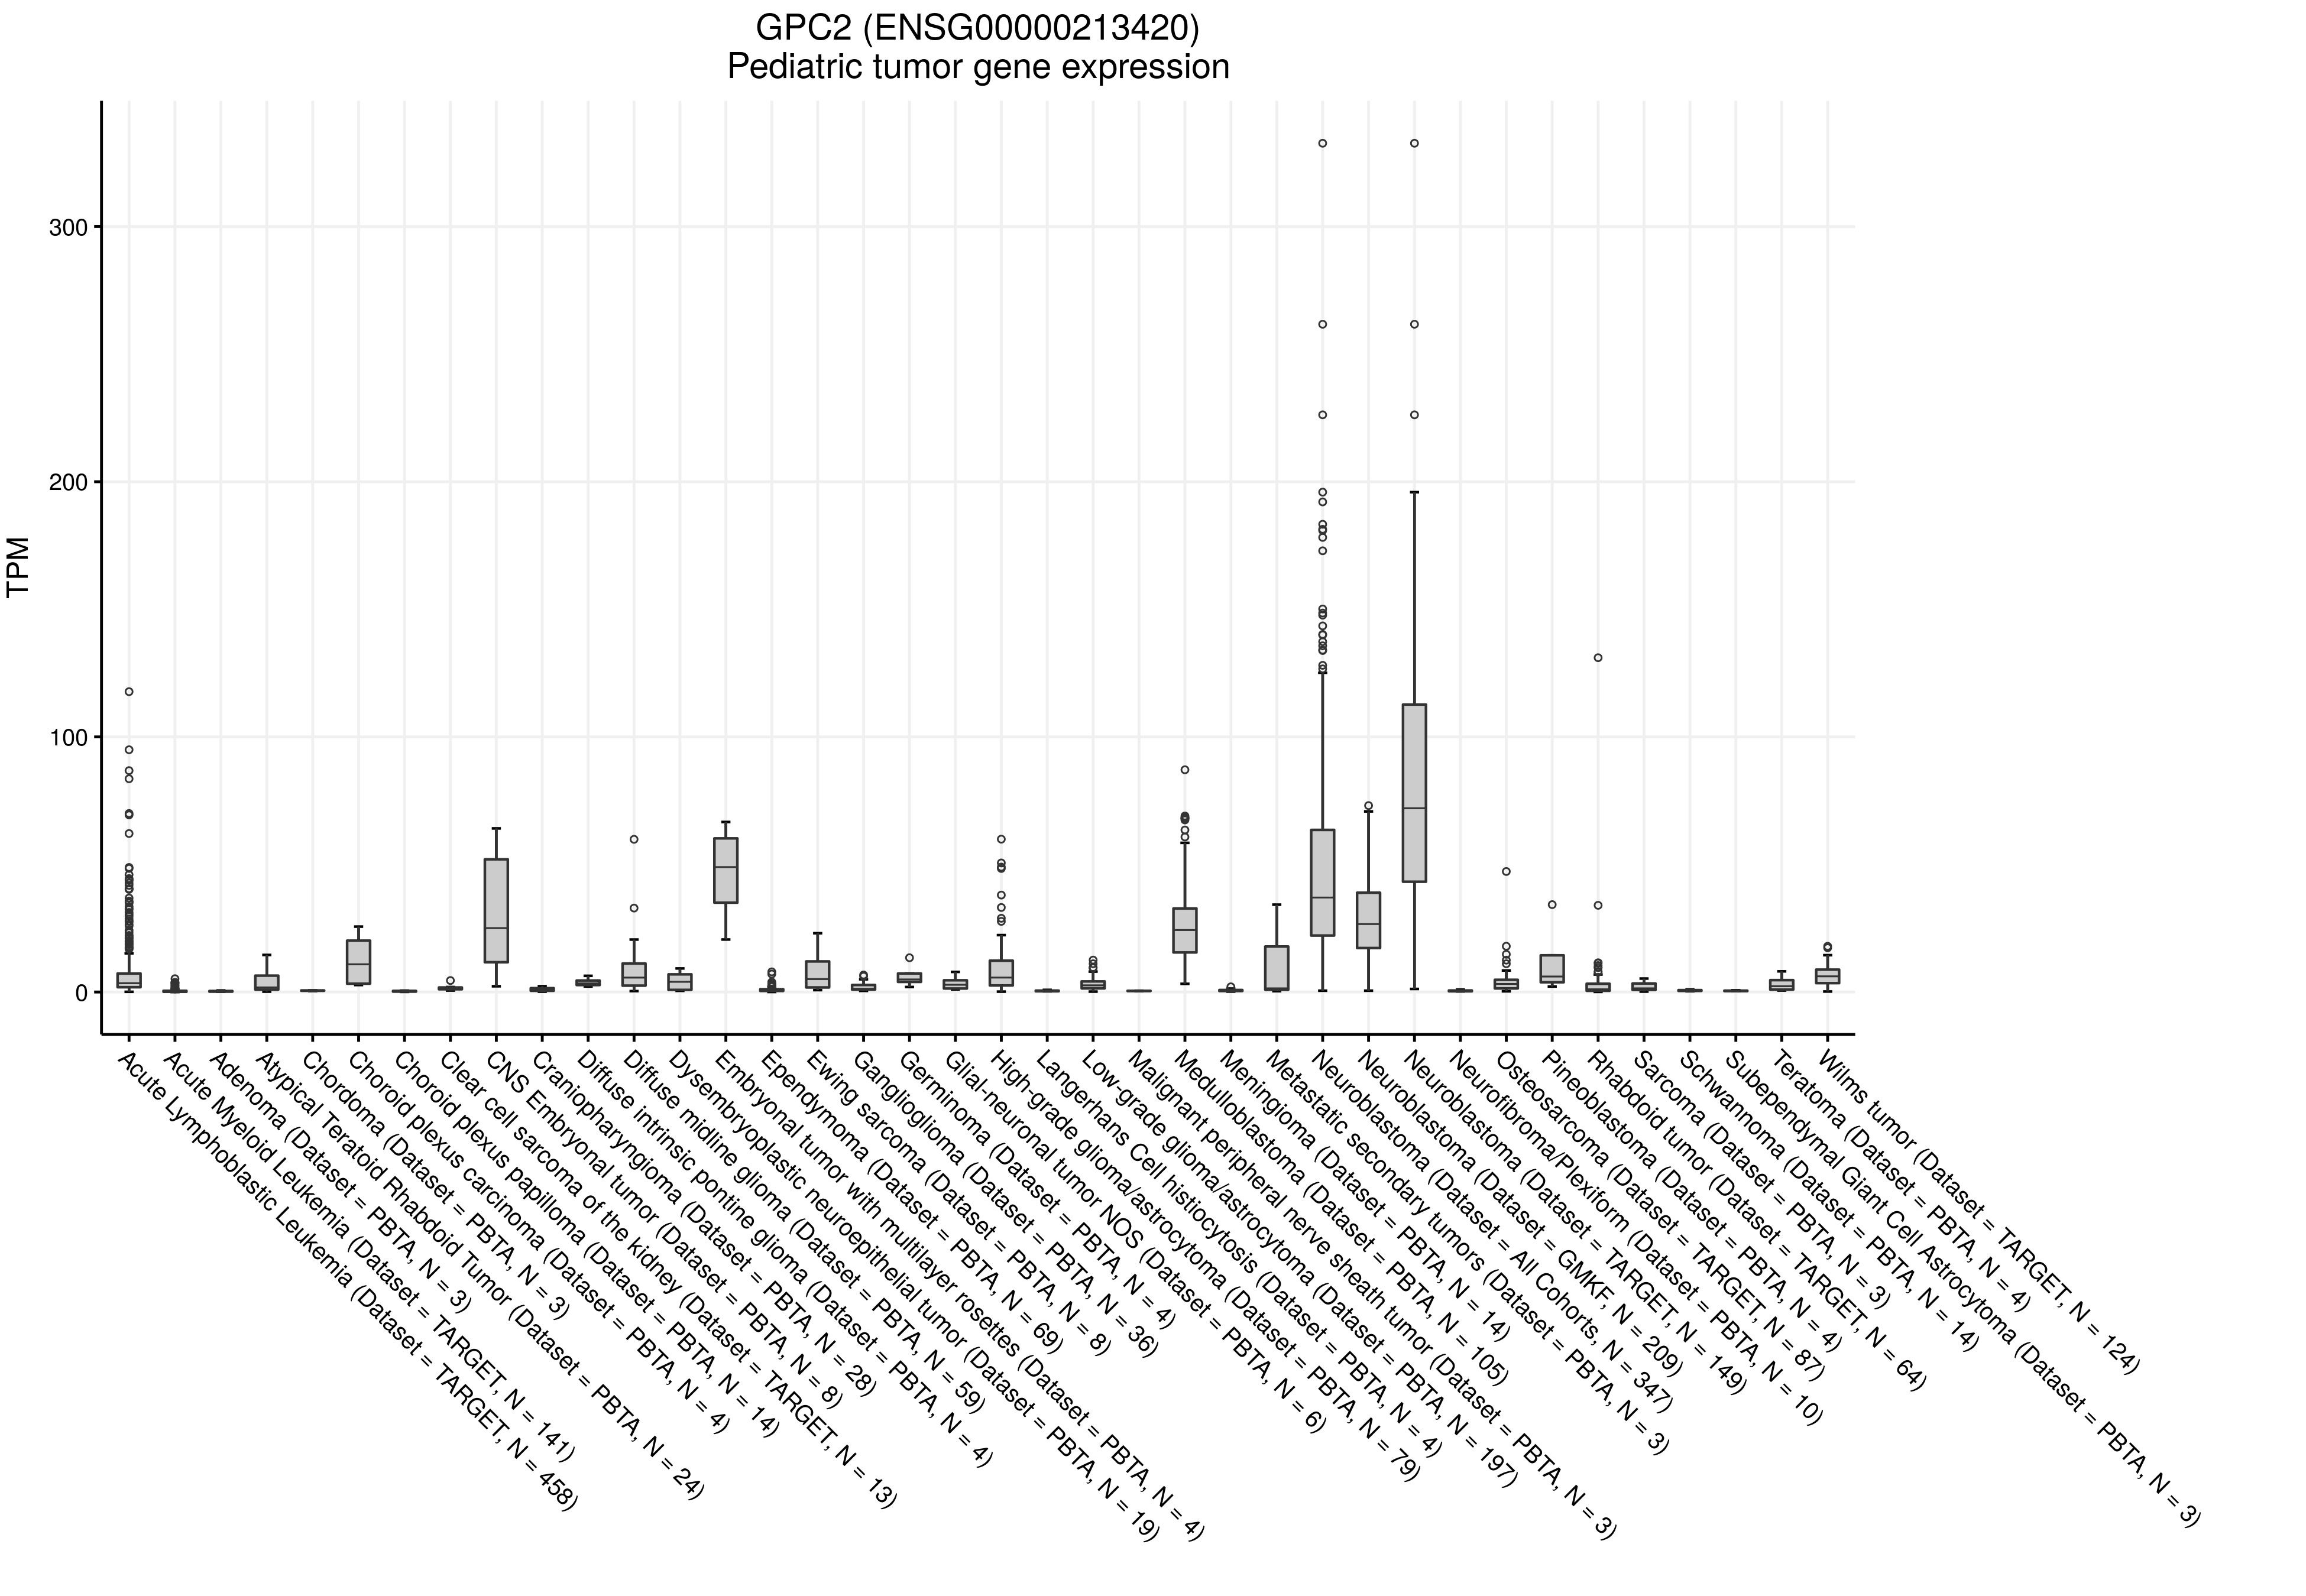 GPC2 (ENSG00000213420)
Pediatric tumor gene expression
TPM
300
200
100
0
Acute Lymphoblastic Leukemia (Dataset = TARGET, N = 458)
Acute Myeloid Leukemia (Dataset = TARGET, N = 141)
Adenoma (Dataset = PBTA, N = 3)
Atypical Teratoid Rhabdoid Tumor (Dataset = PBTA, N = 24)
Chordoma (Dataset = PBTA, N = 3)
Choroid plexus carcinoma (Dataset = PBTA, N = 4)
Choroid plexus papilloma (Dataset = PBTA, N = 14)
Clear cell sarcoma of the kidney (Dataset = TARGET, N = 13)
CNS Embryonal tumor (Dataset = PBTA, N = 8)
Craniopharyngioma (Dataset = PBTA, N = 28)
Diffuse intrinsic pontine glioma (Dataset = PBTA, N = 4)
Diffuse midline glioma (Dataset = PBTA, N = 59)
Dysembryoplastic neuroepithelial tumor (Dataset = PBTA, N = 19)
Embryonal tumor with multilayer rosettes (Dataset = PBTA, N = 4)
Ependymoma (Dataset = PBTA, N = 69)
Ewing sarcoma (Dataset = PBTA, N = 8)
Ganglioglioma (Dataset = PBTA, N = 36)
Germinoma (Dataset = PBTA, N = 4)
Glial-neuronal tumor NOS (Dataset = PBTA, N = 6)
High-grade glioma/astrocytoma (Dataset = PBTA, N = 79)
Langerhans Cell histiocytosis (Dataset = PBTA, N = 4)
Low-grade glioma/astrocytoma (Dataset = PBTA, N = 197)
Malignant peripheral nerve sheath tumor (Dataset = PBTA, N = 3)
Medulloblastoma (Dataset = PBTA, N = 105)
Meningioma (Dataset = PBTA, N = 14)
Metastatic secondary tumors (Dataset = PBTA, N = 3)
Neuroblastoma (Dataset = All Cohorts, N = 347)
Neuroblastoma (Dataset = GMKF, N = 209)
Neuroblastoma (Dataset = TARGET, N = 149)
Neurofibroma/Plexiform (Dataset = PBTA, N = 10)
Osteosarcoma (Dataset = TARGET, N = 87)
Pineoblastoma (Dataset = PBTA, N = 4)
Rhabdoid tumor (Dataset = TARGET, N = 64)
Sarcoma (Dataset = PBTA, N = 3)
Schwannoma (Dataset = PBTA, N = 14)
Subependymal Giant Cell Astrocytoma (Dataset = PBTA, N = 3)
Teratoma (Dataset = PBTA, N = 4)
Wilms tumor (Dataset = TARGET, N = 124)